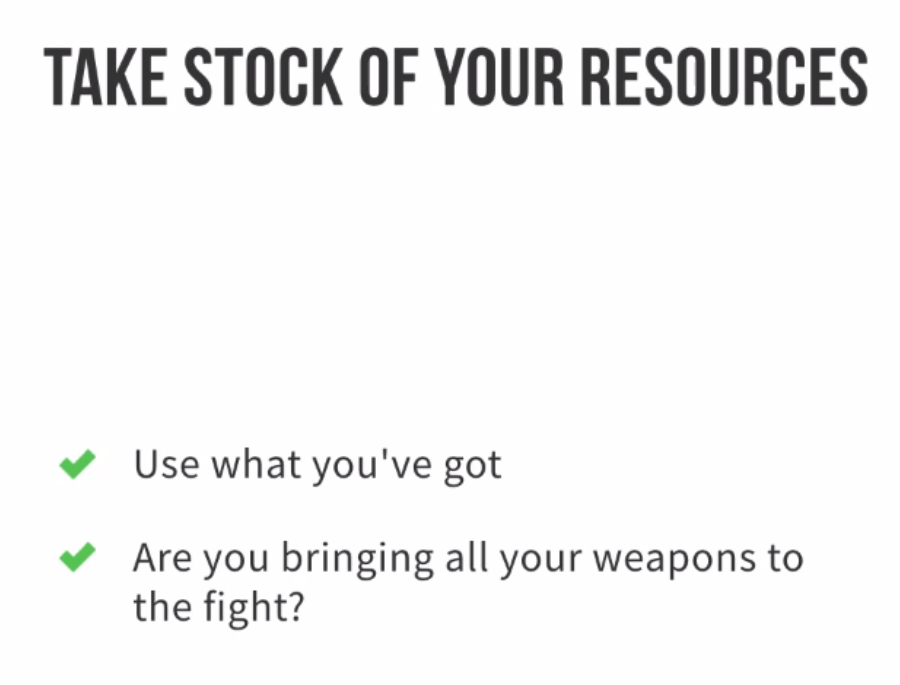 TAKE STOCK OF YOUR RESOURCES
Use what you've got
Are you bringing all your weapons to
the fight?